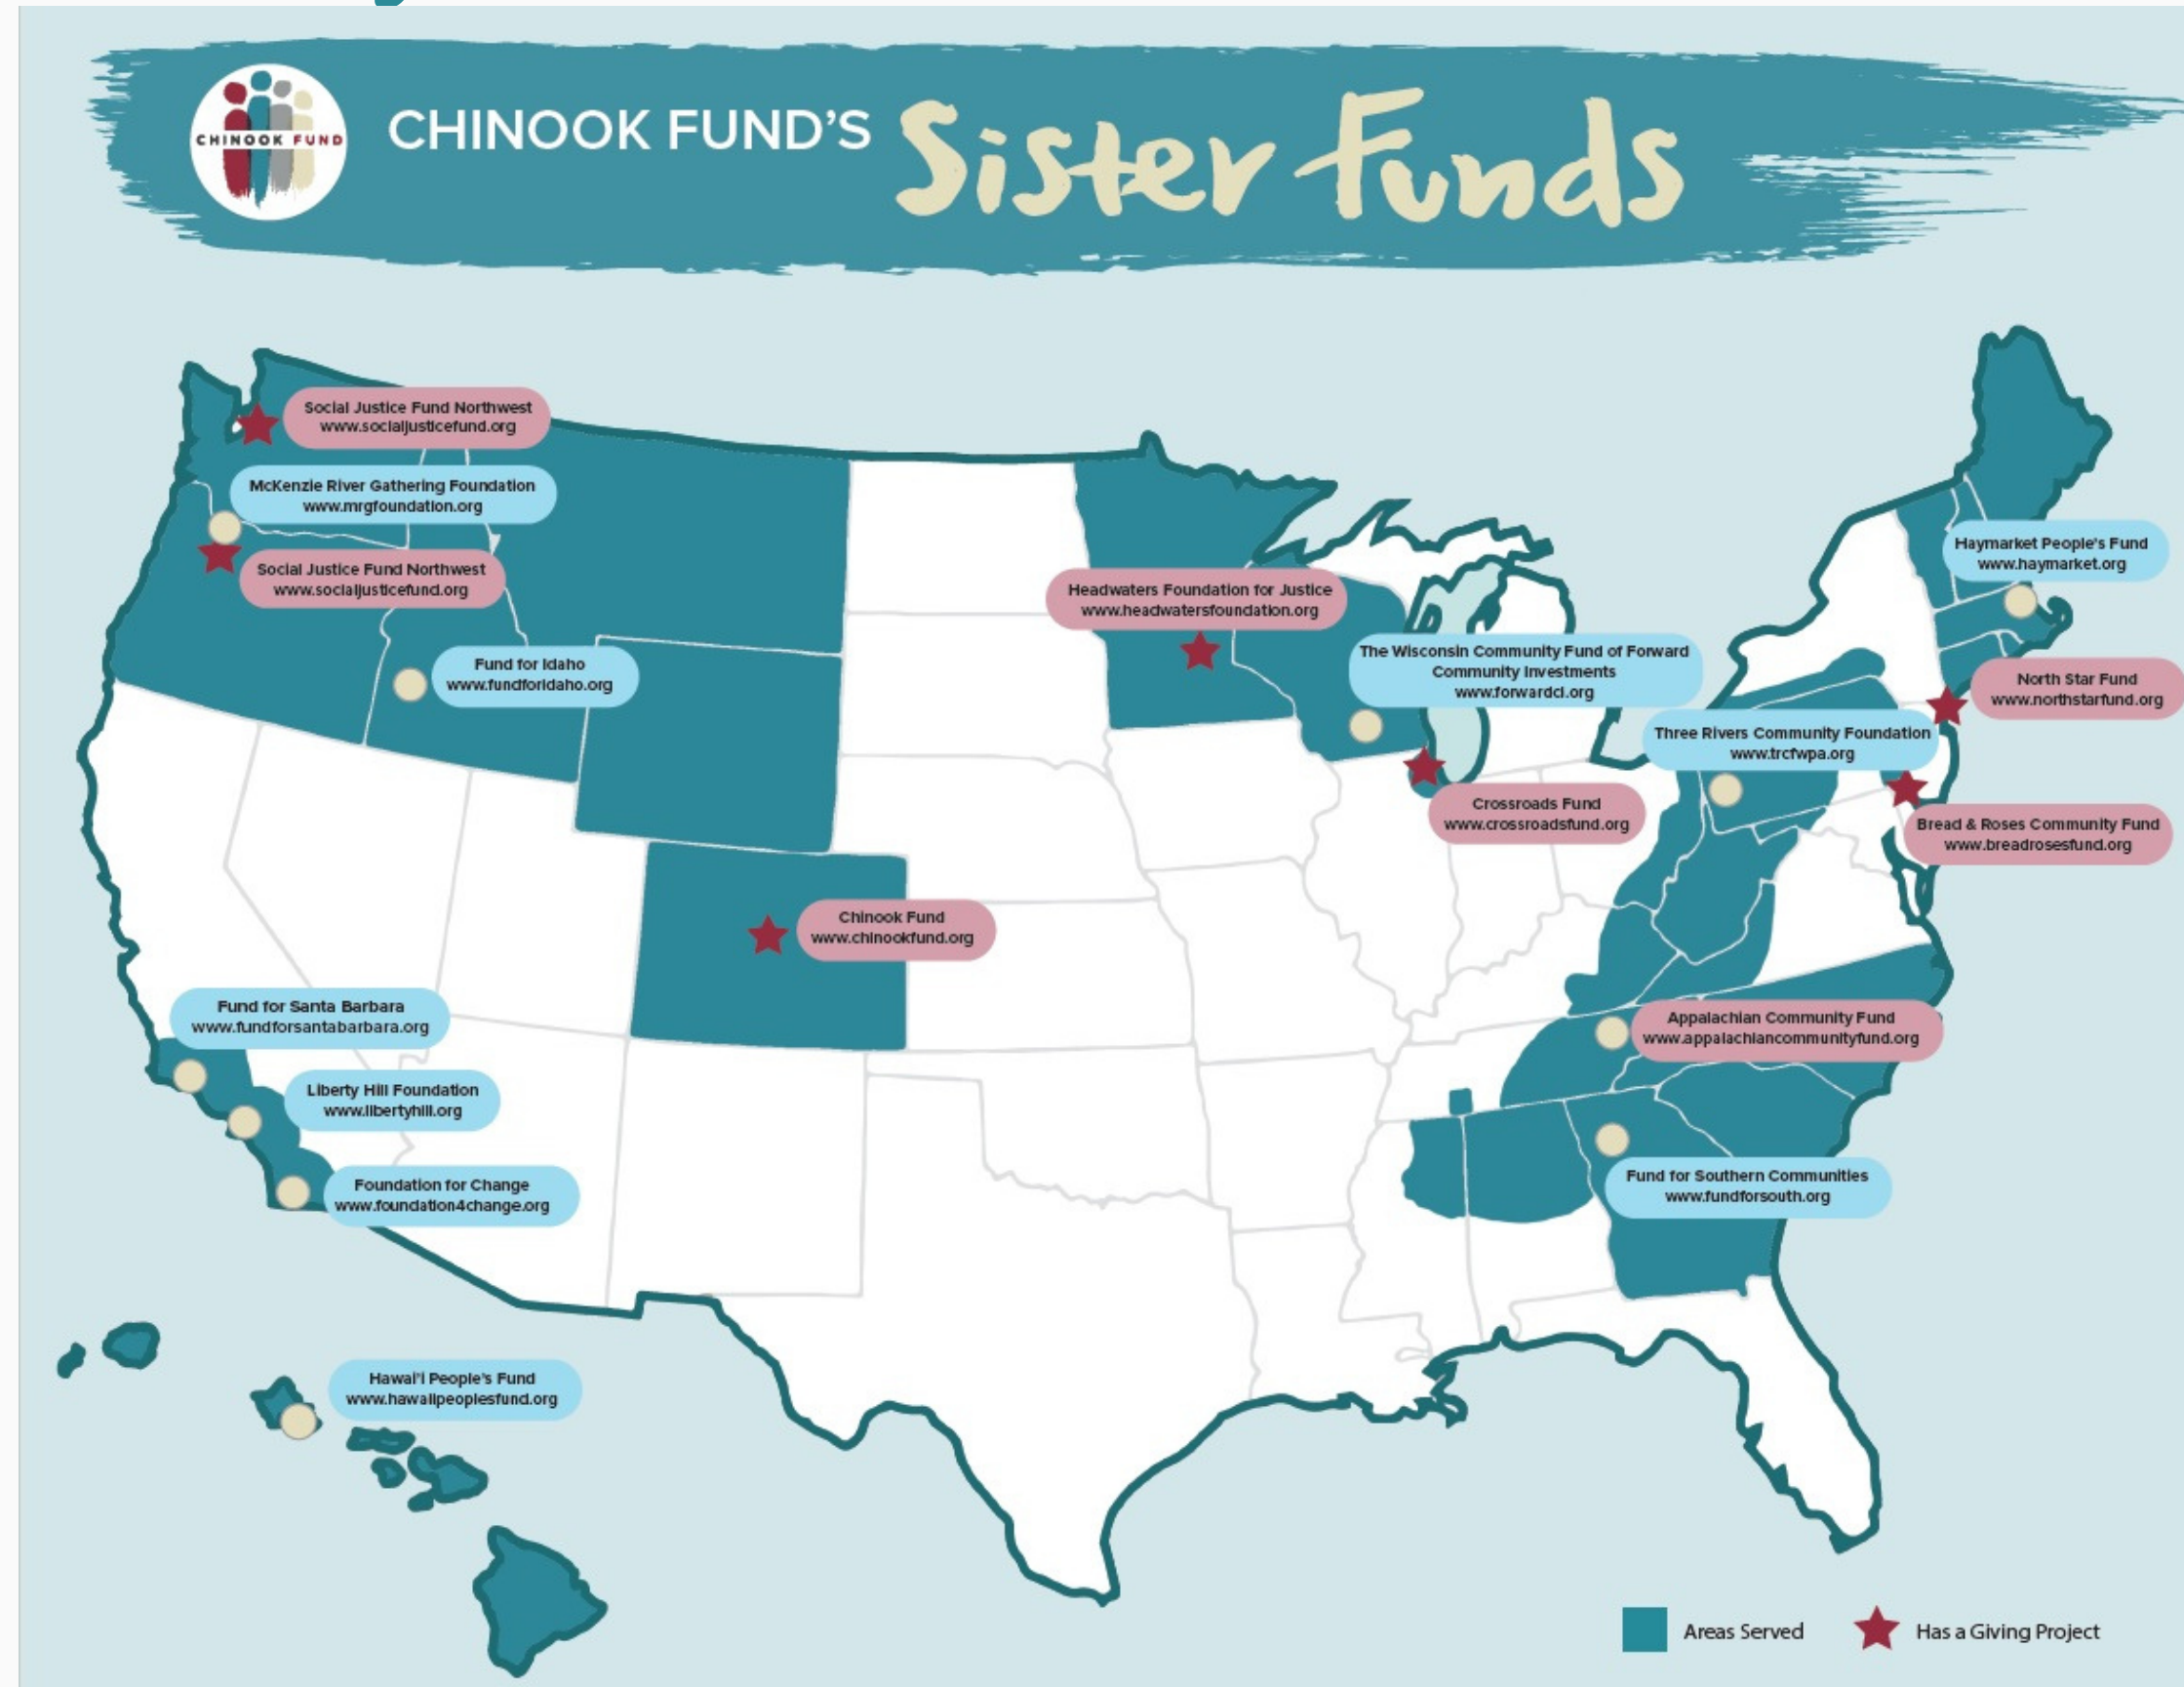 CHINOOK FUND
CHINOOK FUND'S Sister Funds
Social Justice Fund Northwest
www.socialjusticefund.org
McKenzie River Gathering Foundation
www.mrgfoundation.org
Social Justice Fund Northwest
www.socialjusticefund.org
Fund for Idaho
www.fundforidaho.org
Headwaters Foundation for Justice
www.headwatersfoundation.org
The Wisconsin Community Fund of Forward
Community Investments
www.forwardci.org
Crossroads Fund
www.crossroadsfund.org
Haymarket People's Fund
www.haymarket.org
North Star Fund
www.northstarfund.org
Three Rivers Community Foundation
www.trcfwpa.org
Bread & Roses Community Fund
www.breadrosesfund.org
Chinook Fund
www.chinookfund.org
Fund for Santa Barbara
www.fundforsantabarbara.org
Liberty Hill Foundation
www.libertyhill.org
Foundation for Change
www.foundation4change.org
Appalachian Community Fund
www.appalachiancommunityfund.org
Fund for Southern Communities
www.fundforsouth.org
Hawai'i People's Fund
www.hawaiipeoplesfund.org
Areas Served
Has a Giving Project